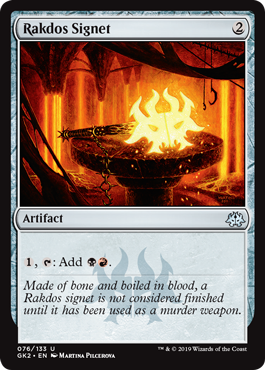 Rakdos Signet 2
Artifact
1, T: Add BR.
Made of bone and boiled in blood, a
Rakdos signet is not considered finished
until it has been used as a murder weapon.
076/133 U
GK2 • EN Martina Pilcerova
™ & © 2019 Wizards of the Coast